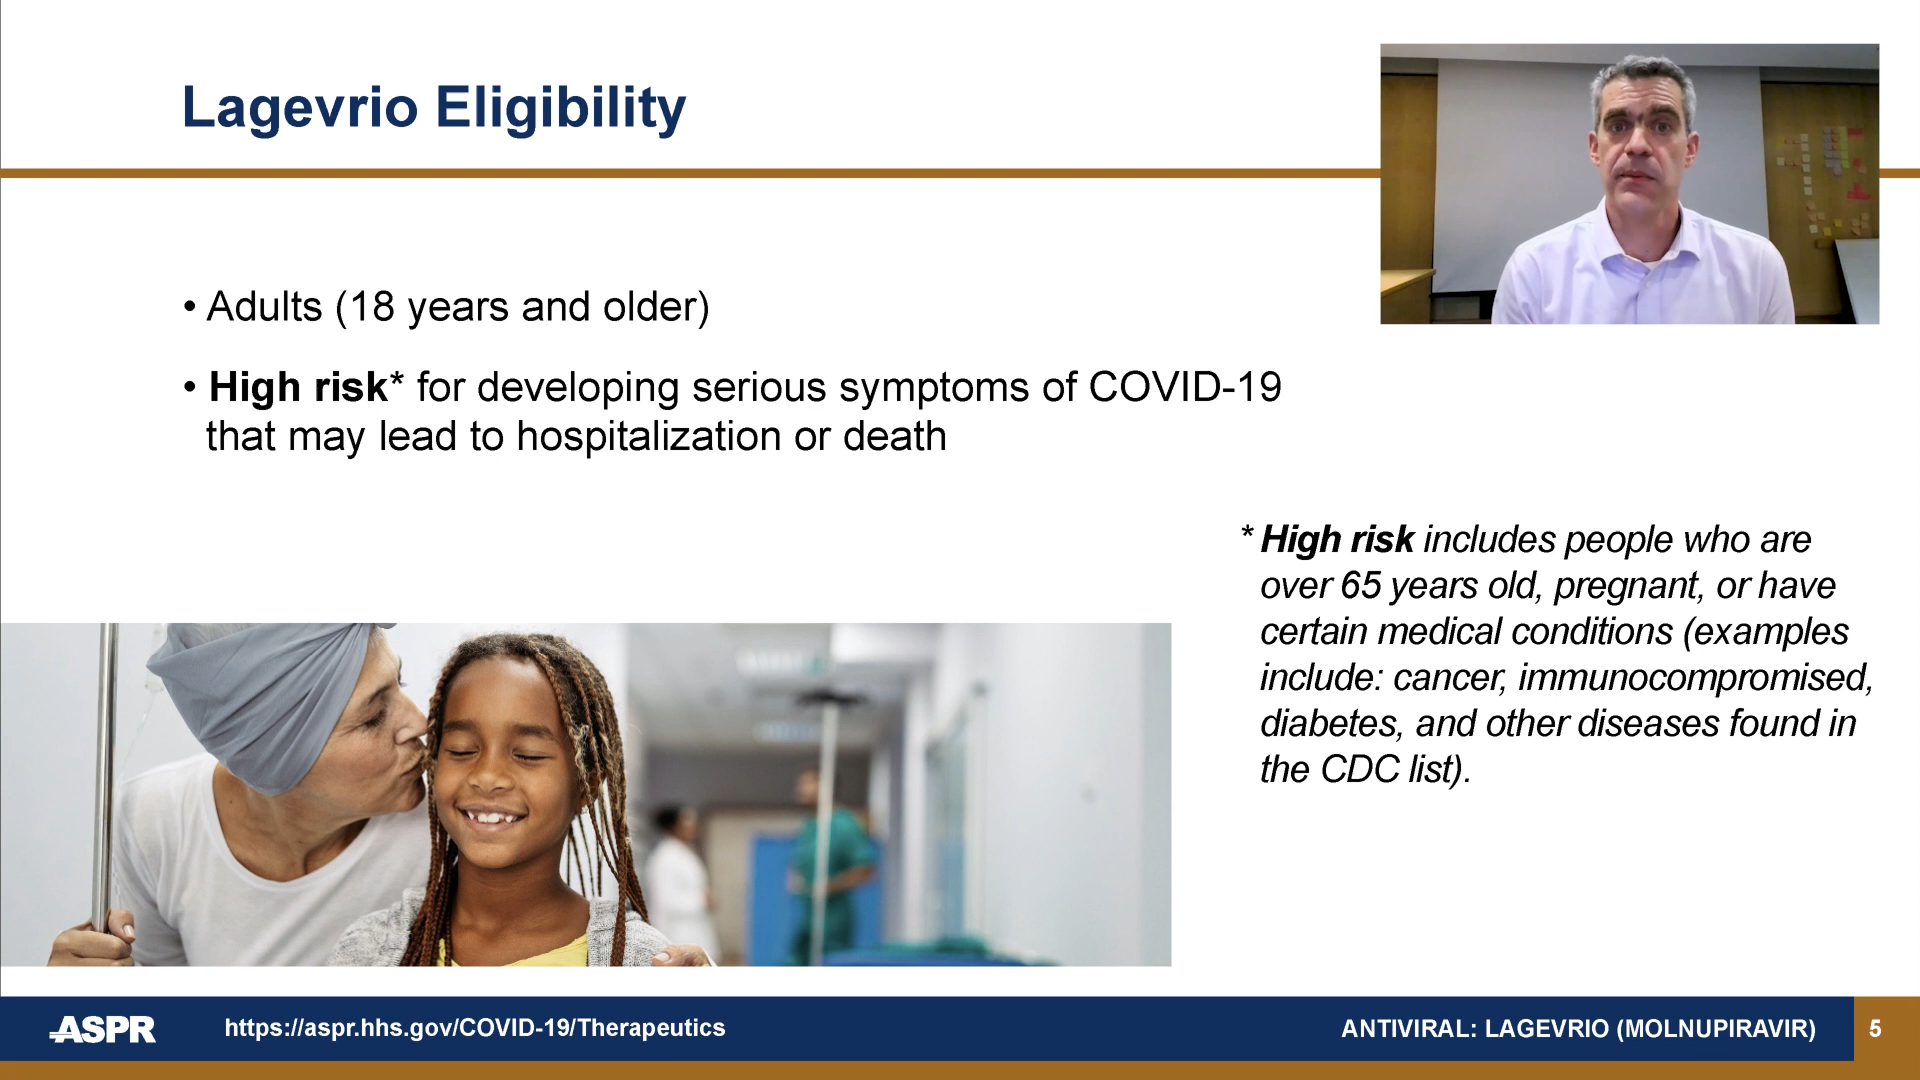 Lagevrio Eligibility
• Adults (18 years and older)
• High risk* for developing serious symptoms of COVID-19
that may lead to hospitalization or death
* High risk includes people who are
over 65 years old, pregnant, or have
certain medical conditions (examples
include: cancer, immunocompromised,
diabetes, and other diseases found in
the CDC list).
ASPR
https://aspr.hhs.gov/COVID-19/Therapeutics
ANTIVIRAL: LAGEVRIO (MOLNUPIRAVIR)
5